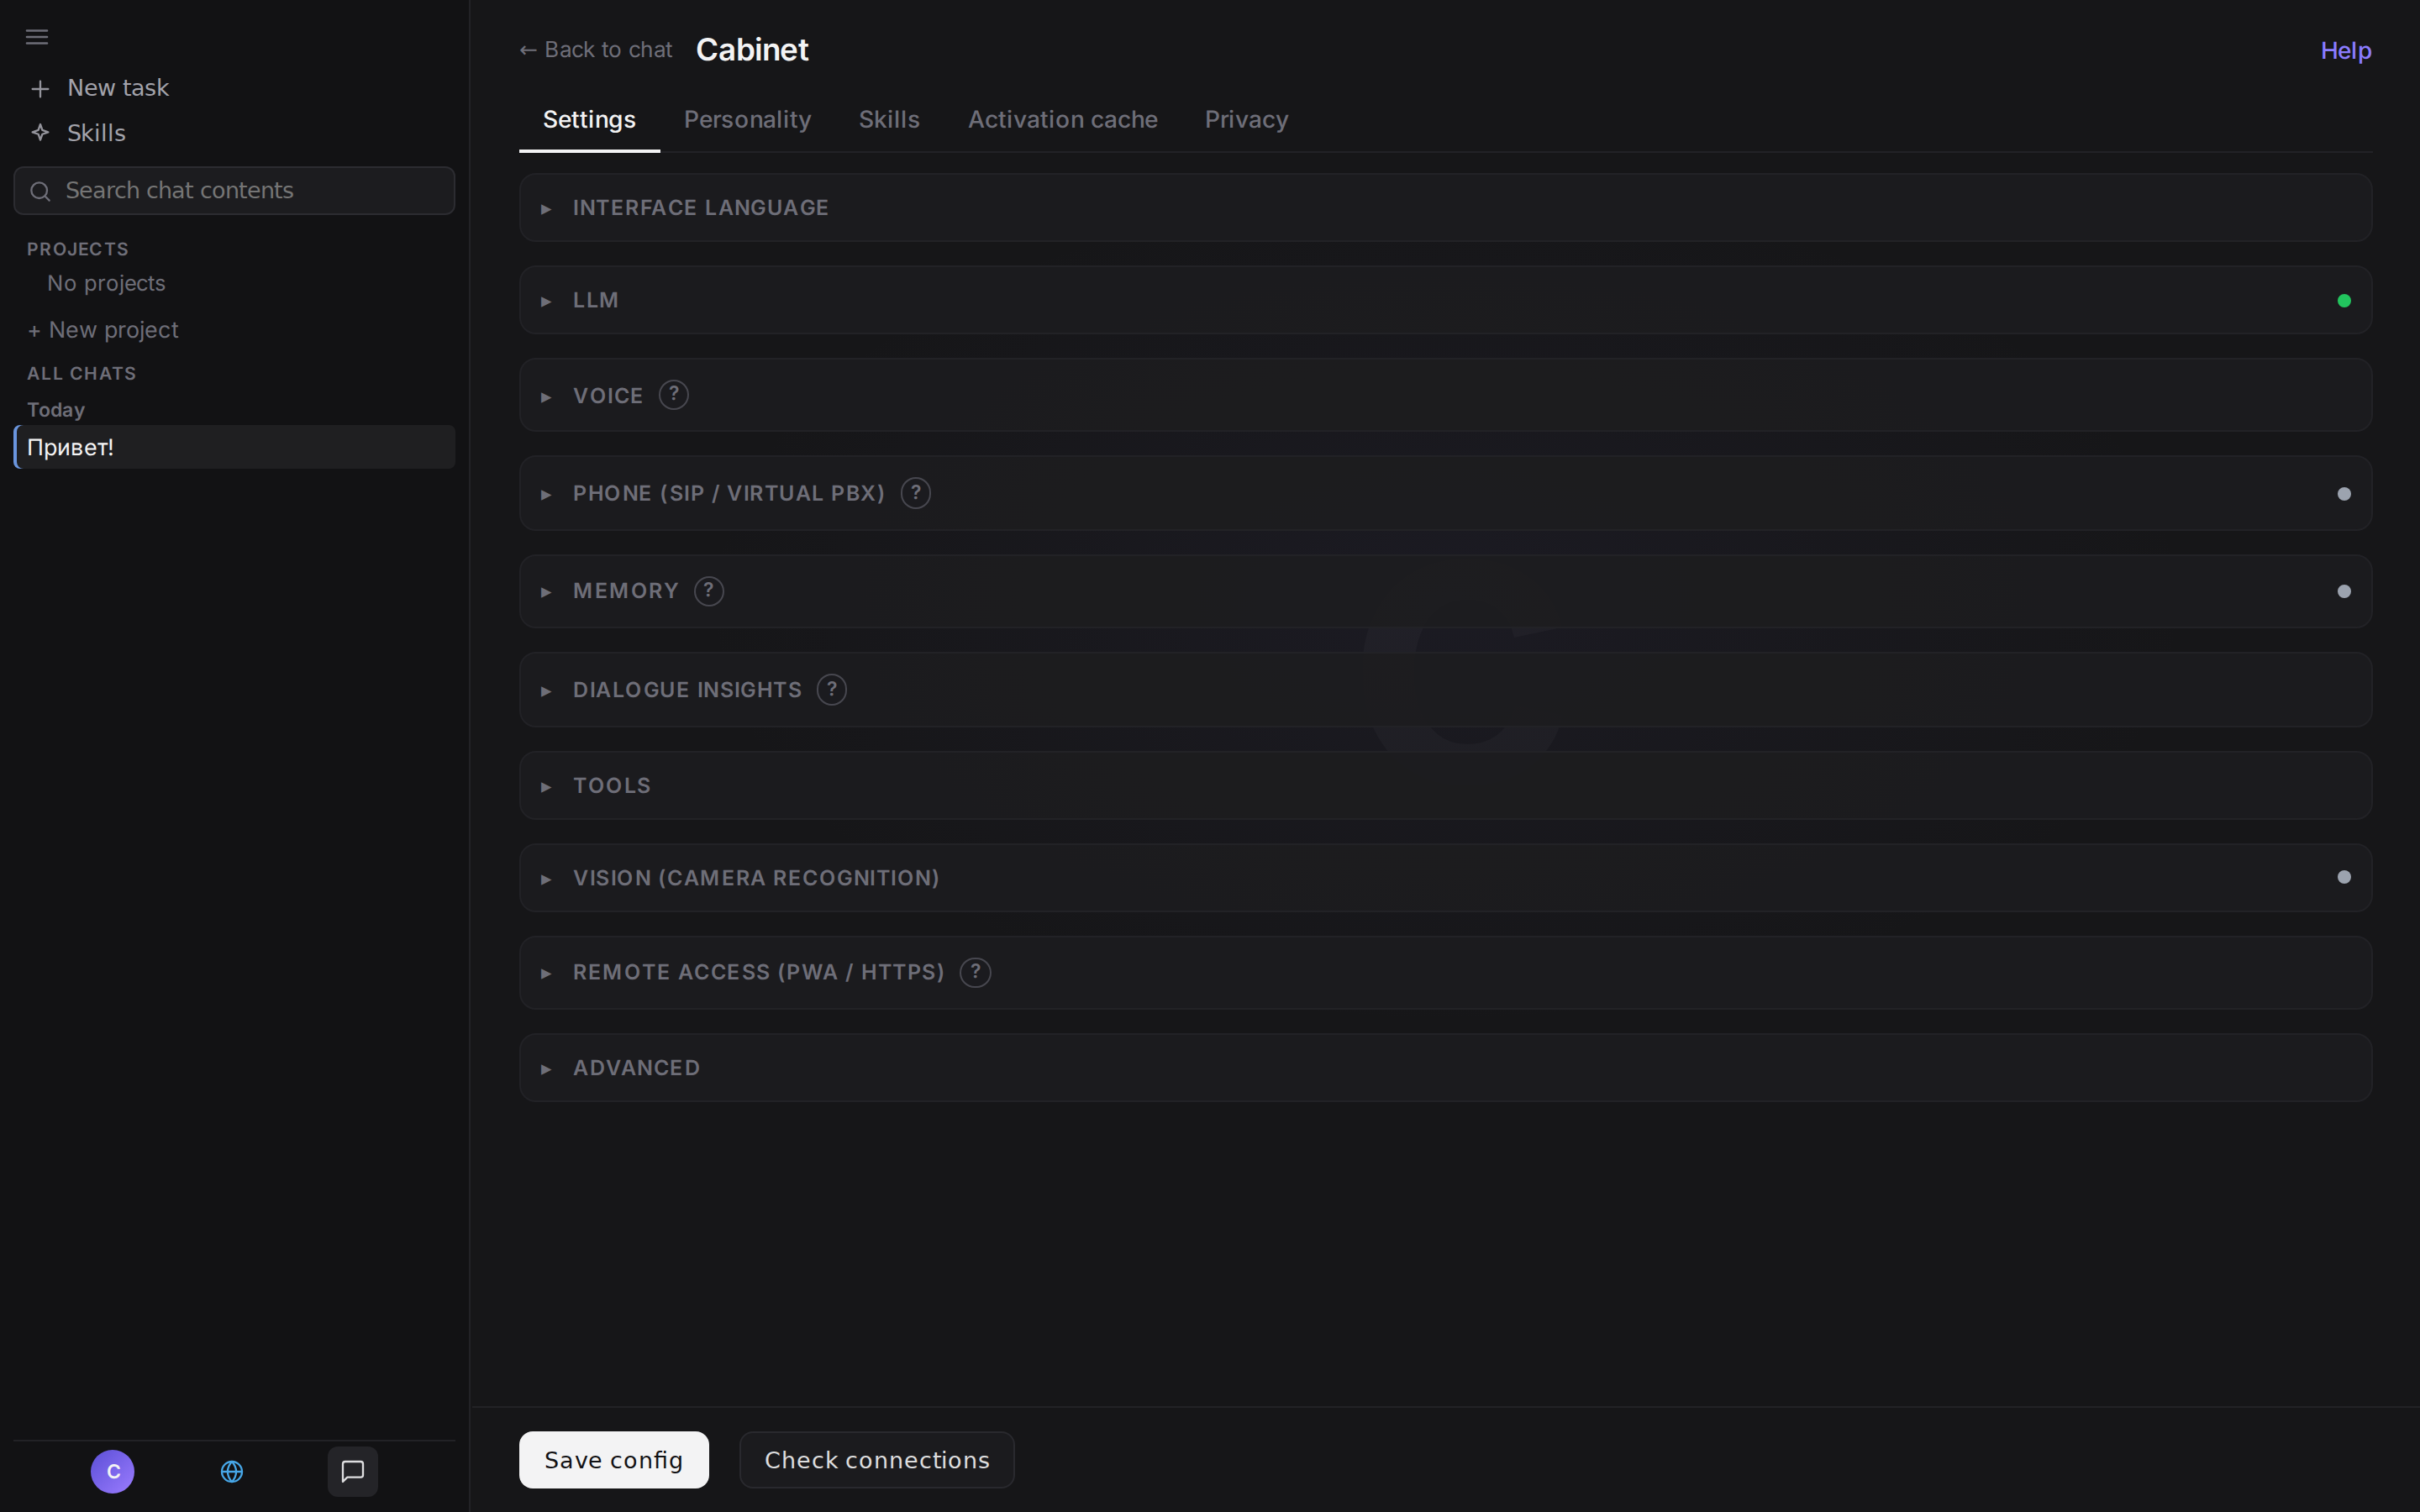 New task
Skills
Search chat contents
PROJECTS
No projects
+ New project
ALL CHATS
Today
Привет!
C
← Back to chat
Cabinet
Help
Settings
Personality
Skills
Activation cache
Privacy
INTERFACE LANGUAGE
LLM
VOICE ?
PHONE (SIP / VIRTUAL PBX) ?
MEMORY ?
DIALOGUE INSIGHTS ?
TOOLS
VISION (CAMERA RECOGNITION)
REMOTE ACCESS (PWA / HTTPS) ?
ADVANCED
Save config
Check connections